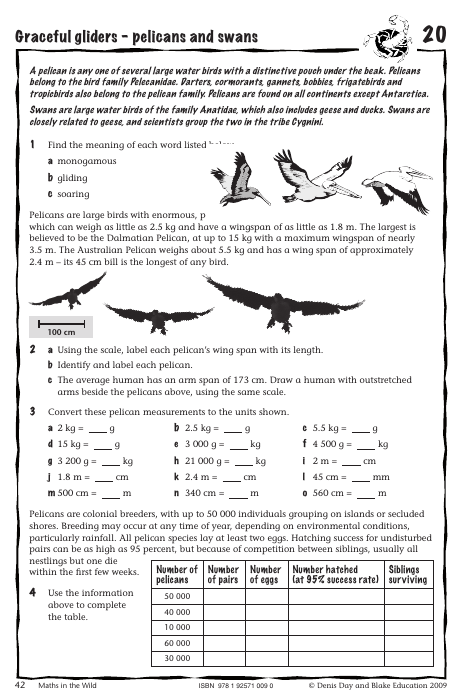 Graceful gliders – pelicans and swans
20
A pelican is any one of several large water birds with a distinctive pouch under the beak. Pelicans
belong to the bird family Pelecanidae. Darters, cormorants, gannets, bobbies, frigatebirds and
tropicbirds also belong to the pelican family. Pelicans are found on all continents except Antarctica.
Swans are large water birds of the family Anatidae, which also includes geese and ducks. Swans are
closely related to geese, and scientists group the two in the tribe Cygnini.
1 Find the meaning of each word listed
a monogamous
b gliding
c soaring
Pelicans are large birds with enormous, p
which can weigh as little as 2.5 kg and have a wingspan of as little as 1.8 m. The largest is
believed to be the Dalmatian Pelican, at up to 15 kg with a maximum wingspan of nearly
3.5 m. The Australian Pelican weighs about 5.5 kg and has a wing span of approximately
2.4 m – its 45 cm bill is the longest of any bird.
100 cm
2 a Using the scale, label each pelican's wing span with its length.
b Identify and label each pelican.
c The average human has an arm span of 173 cm. Draw a human with outstretched
arms beside the pelicans above, using the same scale.
3 Convert these pelican measurements to the units shown.
a 2 kg = ___ g b 2.5 kg = ___ g c 5.5 kg = ___ g
d 15 kg = ___ g e 3 000 g = ___ kg f 4 500 g = ___ kg
g 3 200 g = ___ kg h 21 000 g = ___ kg i 2 m = ___ cm
j 1.8 m = ___ cm k 2.4 m = ___ cm l 45 cm = ___ mm
m 500 cm = ___ m n 340 cm = ___ m o 560 cm = ___ m
Pelicans are colonial breeders, with up to 50 000 individuals grouping on islands or secluded
shores. Breeding may occur at any time of year, depending on environmental conditions,
particularly rainfall. All pelican species lay at least two eggs. Hatching success for undisturbed
pairs can be as high as 95 percent, but because of competition between siblings, usually all
nestlings but one die
within the first few weeks.
4 Use the information
above to complete
the table.
Number of pelicans Number of pairs Number of eggs Number hatched (at 95% success rate) Siblings surviving
50 000
40 000
10 000
60 000
30 000
42 Maths in the Wild ISBN 978 1 92571 009 0 © Denis Day and Blake Education 2009